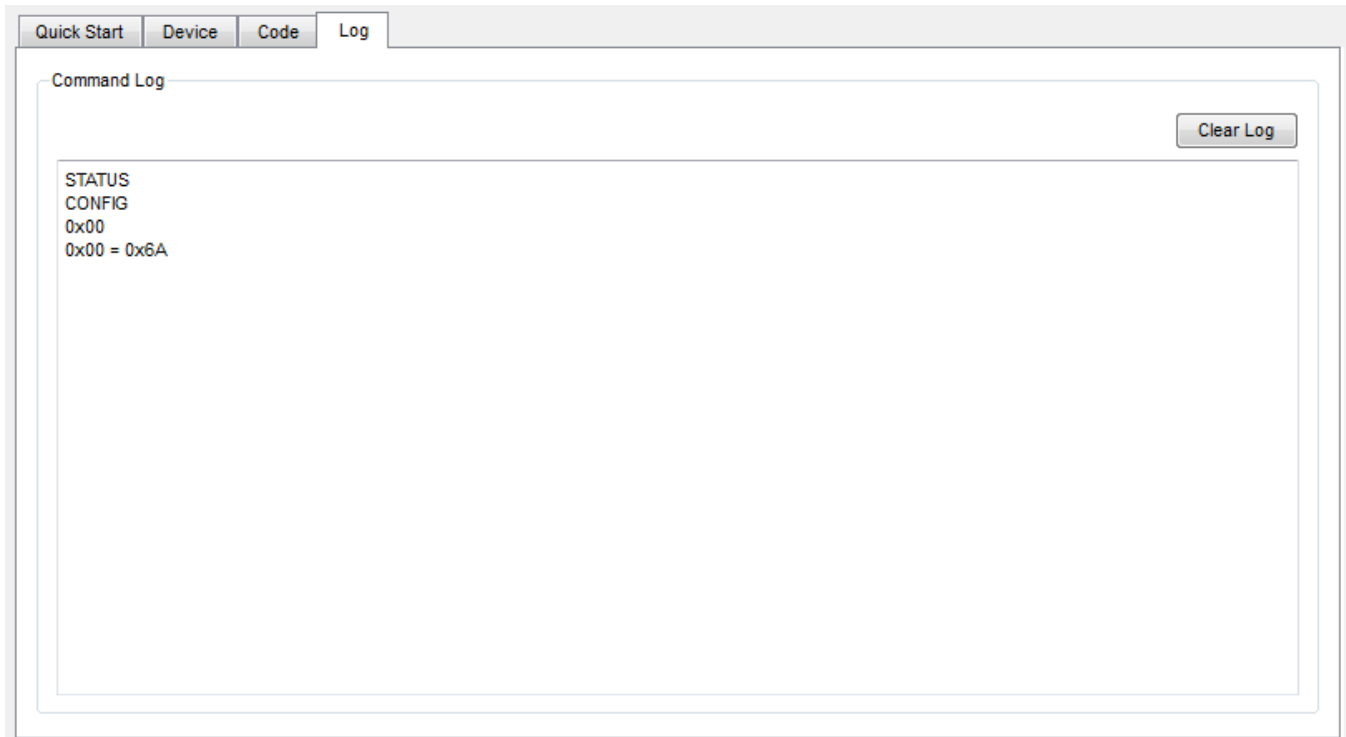 Quick Start Device Code Log
Command Log
Clear Log
STATUS
CONFIG
0x00
0x00 = 0x6A